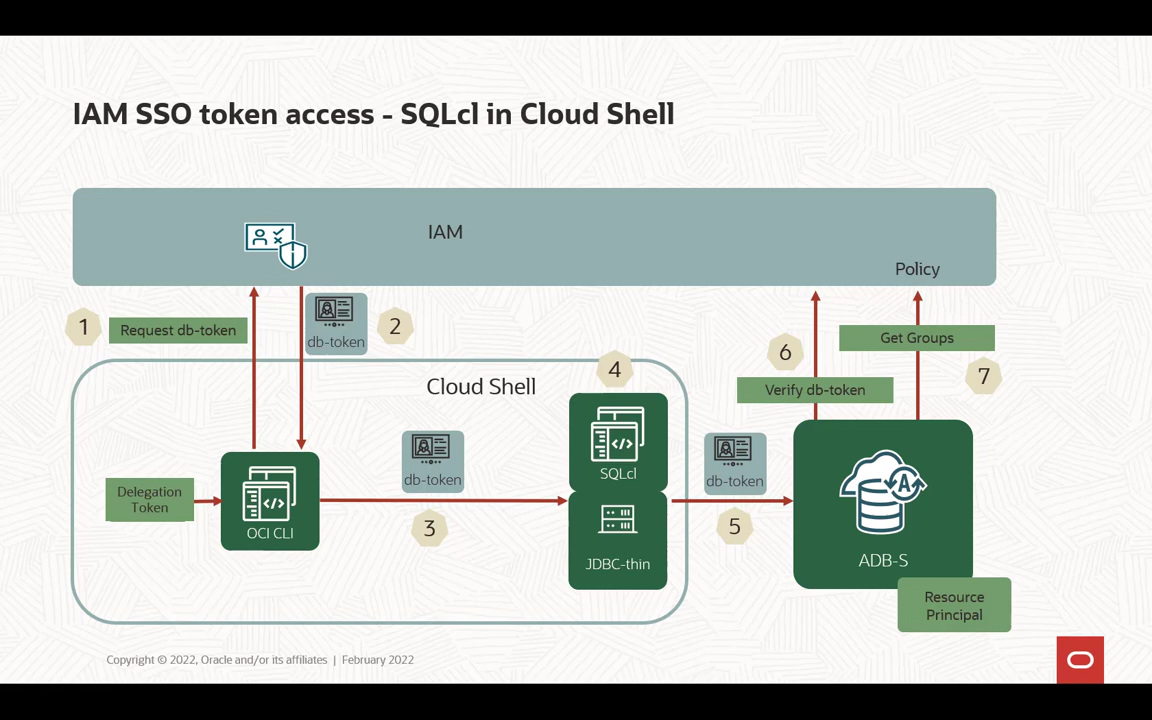 IAM SSO token access - SQLcl in Cloud Shell
IAM
Policy
1
Request db-token
db-token
2
6
Get Groups
Verify db-token
7
Cloud Shell
4
Delegation
Token
OCI CLI
db-token
3
SQLcl
JDBC-thin
db-token
5
A
ADB-S
Resource
Principal
Copyright © 2022, Oracle and/or its affiliates | February 2022